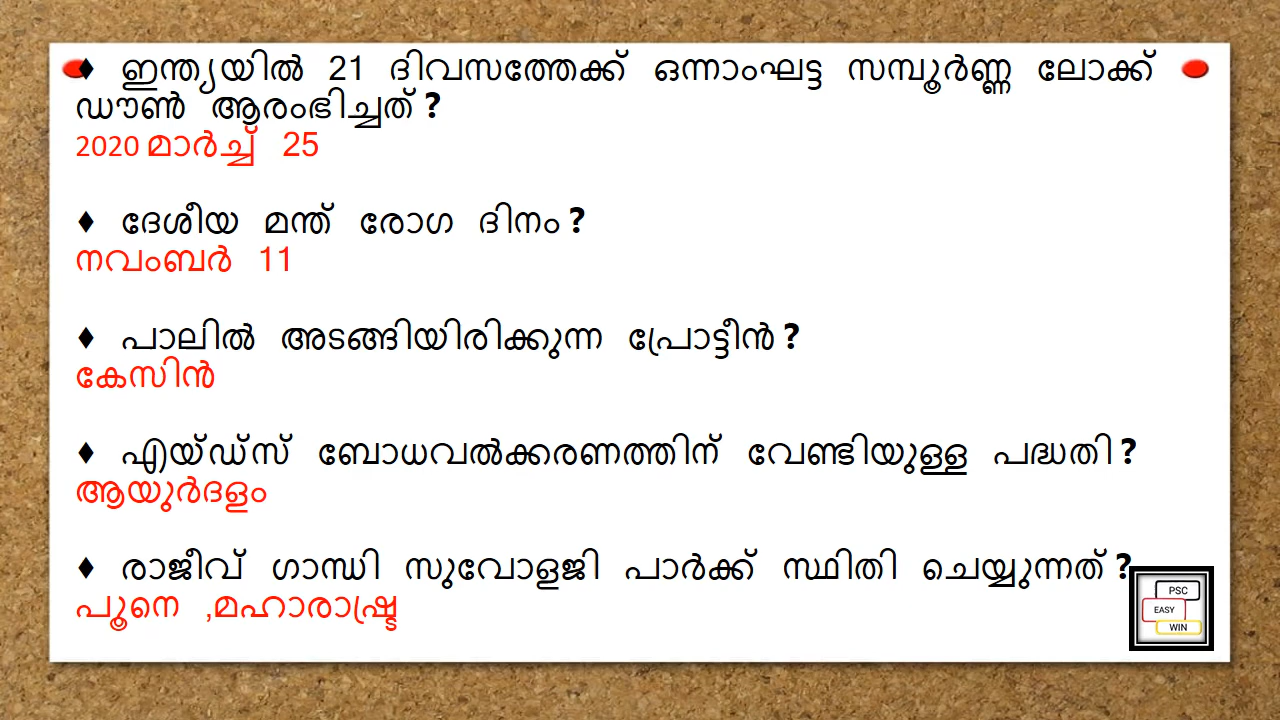 ♦ ഇന്ത്യയിൽ 21 ദിവസത്തേക്ക് ഒന്നാംഘട്ട സമ്പൂർണ്ണ ലോക്ക്
ഡൗൺ ആരംഭിച്ചത് ?
2020 മാർച്ച് 25
♦ ദേശീയ മന്ത് രോഗ ദിനം ?
നവംബർ 11
♦ പാലിൽ അടങ്ങിയിരിക്കുന്ന പ്രോട്ടീൻ ?
കേസിൻ
♦ എയ്ഡ്സ് ബോധവൽക്കരണത്തിന് വേണ്ടിയുള്ള പദ്ധതി ?
ആയുർദളം
♦ രാജീവ് ഗാന്ധി സുവോളജി പാർക്ക് സ്ഥിതി ചെയ്യുന്നത് ?
പൂനെ ,മഹാരാഷ്ട്ര
PSC
EASY
WIN